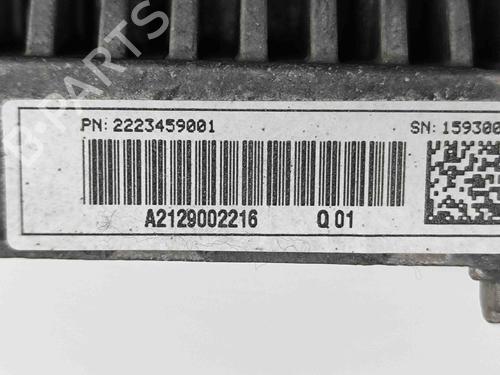 B-PARTS
PN: 2223459001
SN: 159300
A2129002216 Q 01